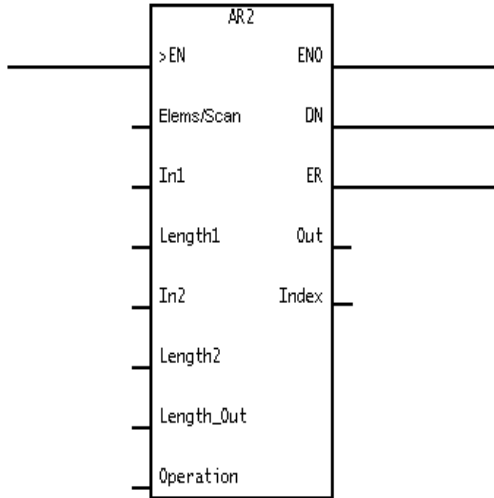 AR2
>EN ENO
Elems/Scan DN
In1 ER
Length1 Out
In2 Index
Length2
Length_Out
Operation